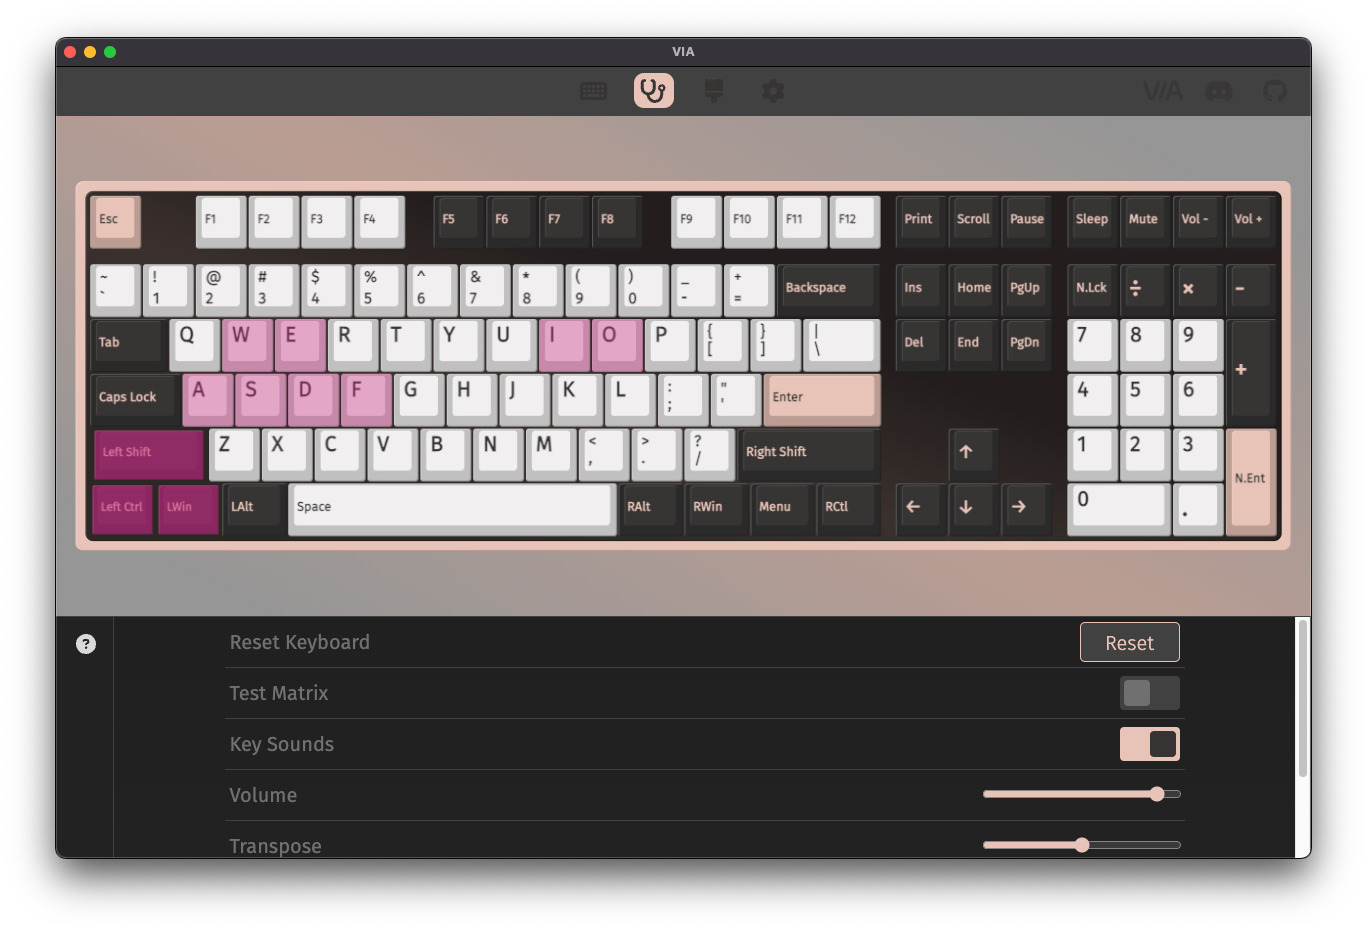 VIA
VIA
Esc F1 F2 F3 F4 F5 F6 F7 F8 F9 F10 F11 F12 Print Scroll Pause Sleep Mute Vol - Vol +
~ ! @ # $ % ^ & * ( ) _ +
` 1 2 3 4 5 6 7 8 9 0 - = Backspace Ins Home PgUp N.Lck ÷ × −
Tab Q W E R T Y U I O P { } | Del End PgDn 7 8 9
[ ] \ +
Caps Lock A S D F G H J K L : " Enter 4 5 6
; '
Left Shift Z X C V B N M < > ? Right Shift ↑ 1 2 3
, . / N.Ent
Left Ctrl LWin LAlt Space RAlt RWin Menu RCtl ← ↓ → 0 .
?
Reset Keyboard Reset
Test Matrix
Key Sounds
Volume
Transpose